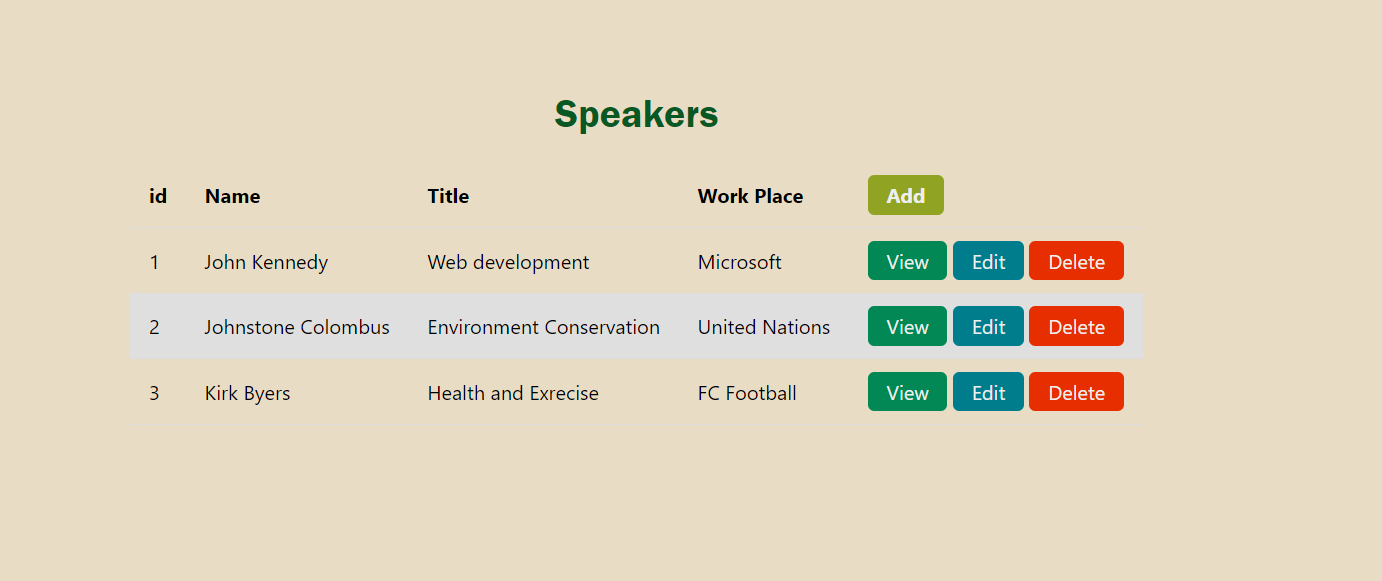 Speakers
id Name Title Work Place Add
1 John Kennedy Web development Microsoft View Edit Delete
2 Johnstone Colombus Environment Conservation United Nations View Edit Delete
3 Kirk Byers Health and Exrecise FC Football View Edit Delete